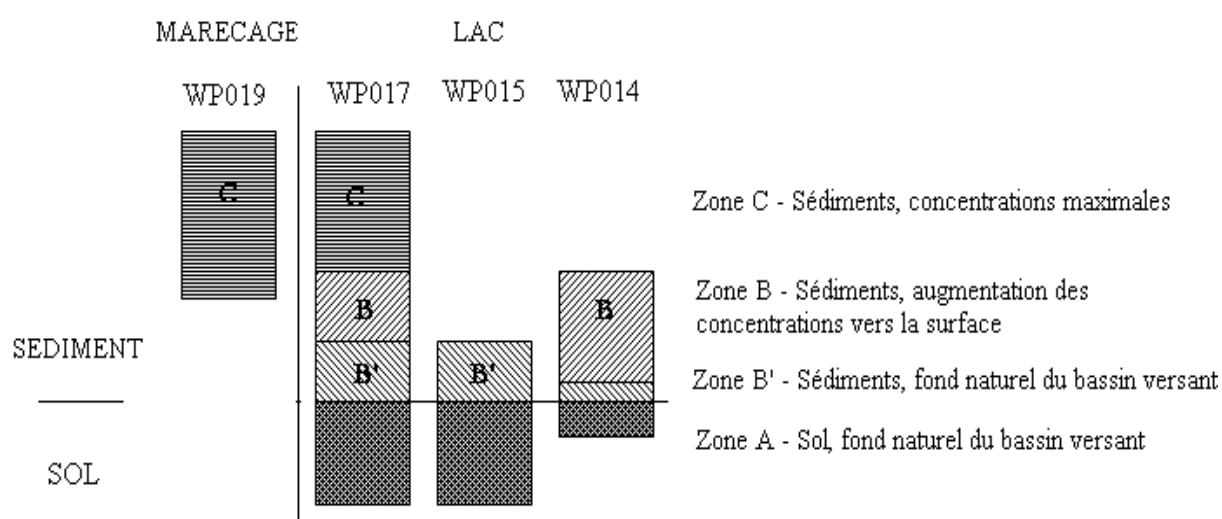 MARECAGE LAC
WP019 WP017 WP015 WP014
C C
Zone C - Sédiments, concentrations maximales
B B
Zone B - Sédiments, augmentation des
concentrations vers la surface
SEDIMENT
B' B'
Zone B' - Sédiments, fond naturel du bassin versant
Zone A - Sol, fond naturel du bassin versant
SOL